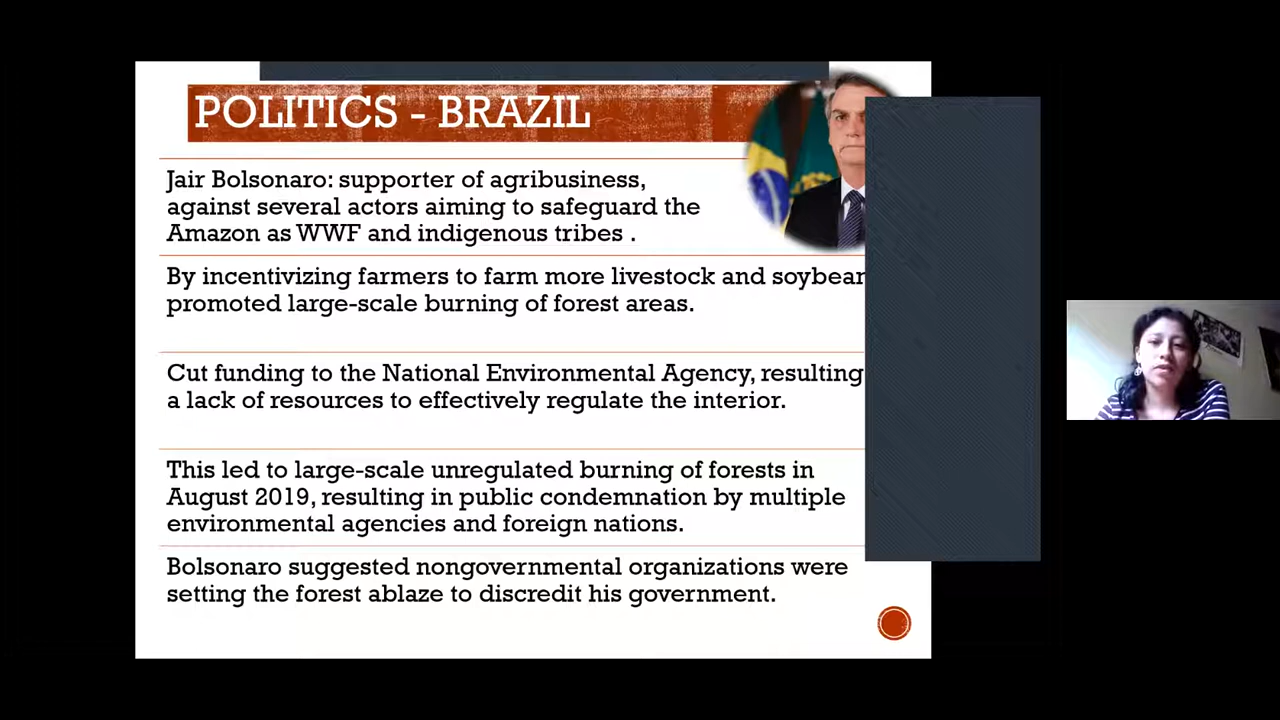 POLITICS - BRAZIL
Jair Bolsonaro: supporter of agribusiness,
against several actors aiming to safeguard the
Amazon as WWF and indigenous tribes .
By incentivizing farmers to farm more livestock and
promoted large-scale burning of forest areas.
Cut funding to the National Environmental Agency, resulting
a lack of resources to effectively regulate the interior.
This led to large-scale unregulated burning of forests in
August 2019, resulting in public condemnation by multiple
environmental agencies and foreign nations.
Bolsonaro suggested nongovernmental organizations were
setting the forest ablaze to discredit his government.